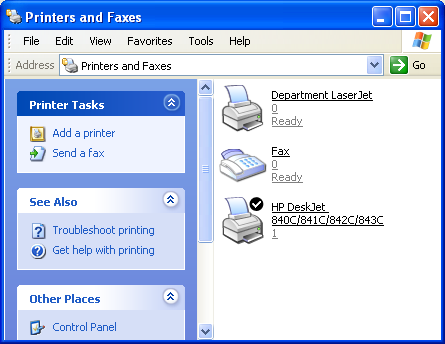 Printers and Faxes
File Edit View Favorites Tools Help
Address Printers and Faxes Go
Printer Tasks
Add a printer
Send a fax
See Also
Troubleshoot printing
Get help with printing
Other Places
Control Panel
Department LaserJet
0
Ready
Fax
0
Ready
HP DeskJet
840C/841C/842C/843C
1